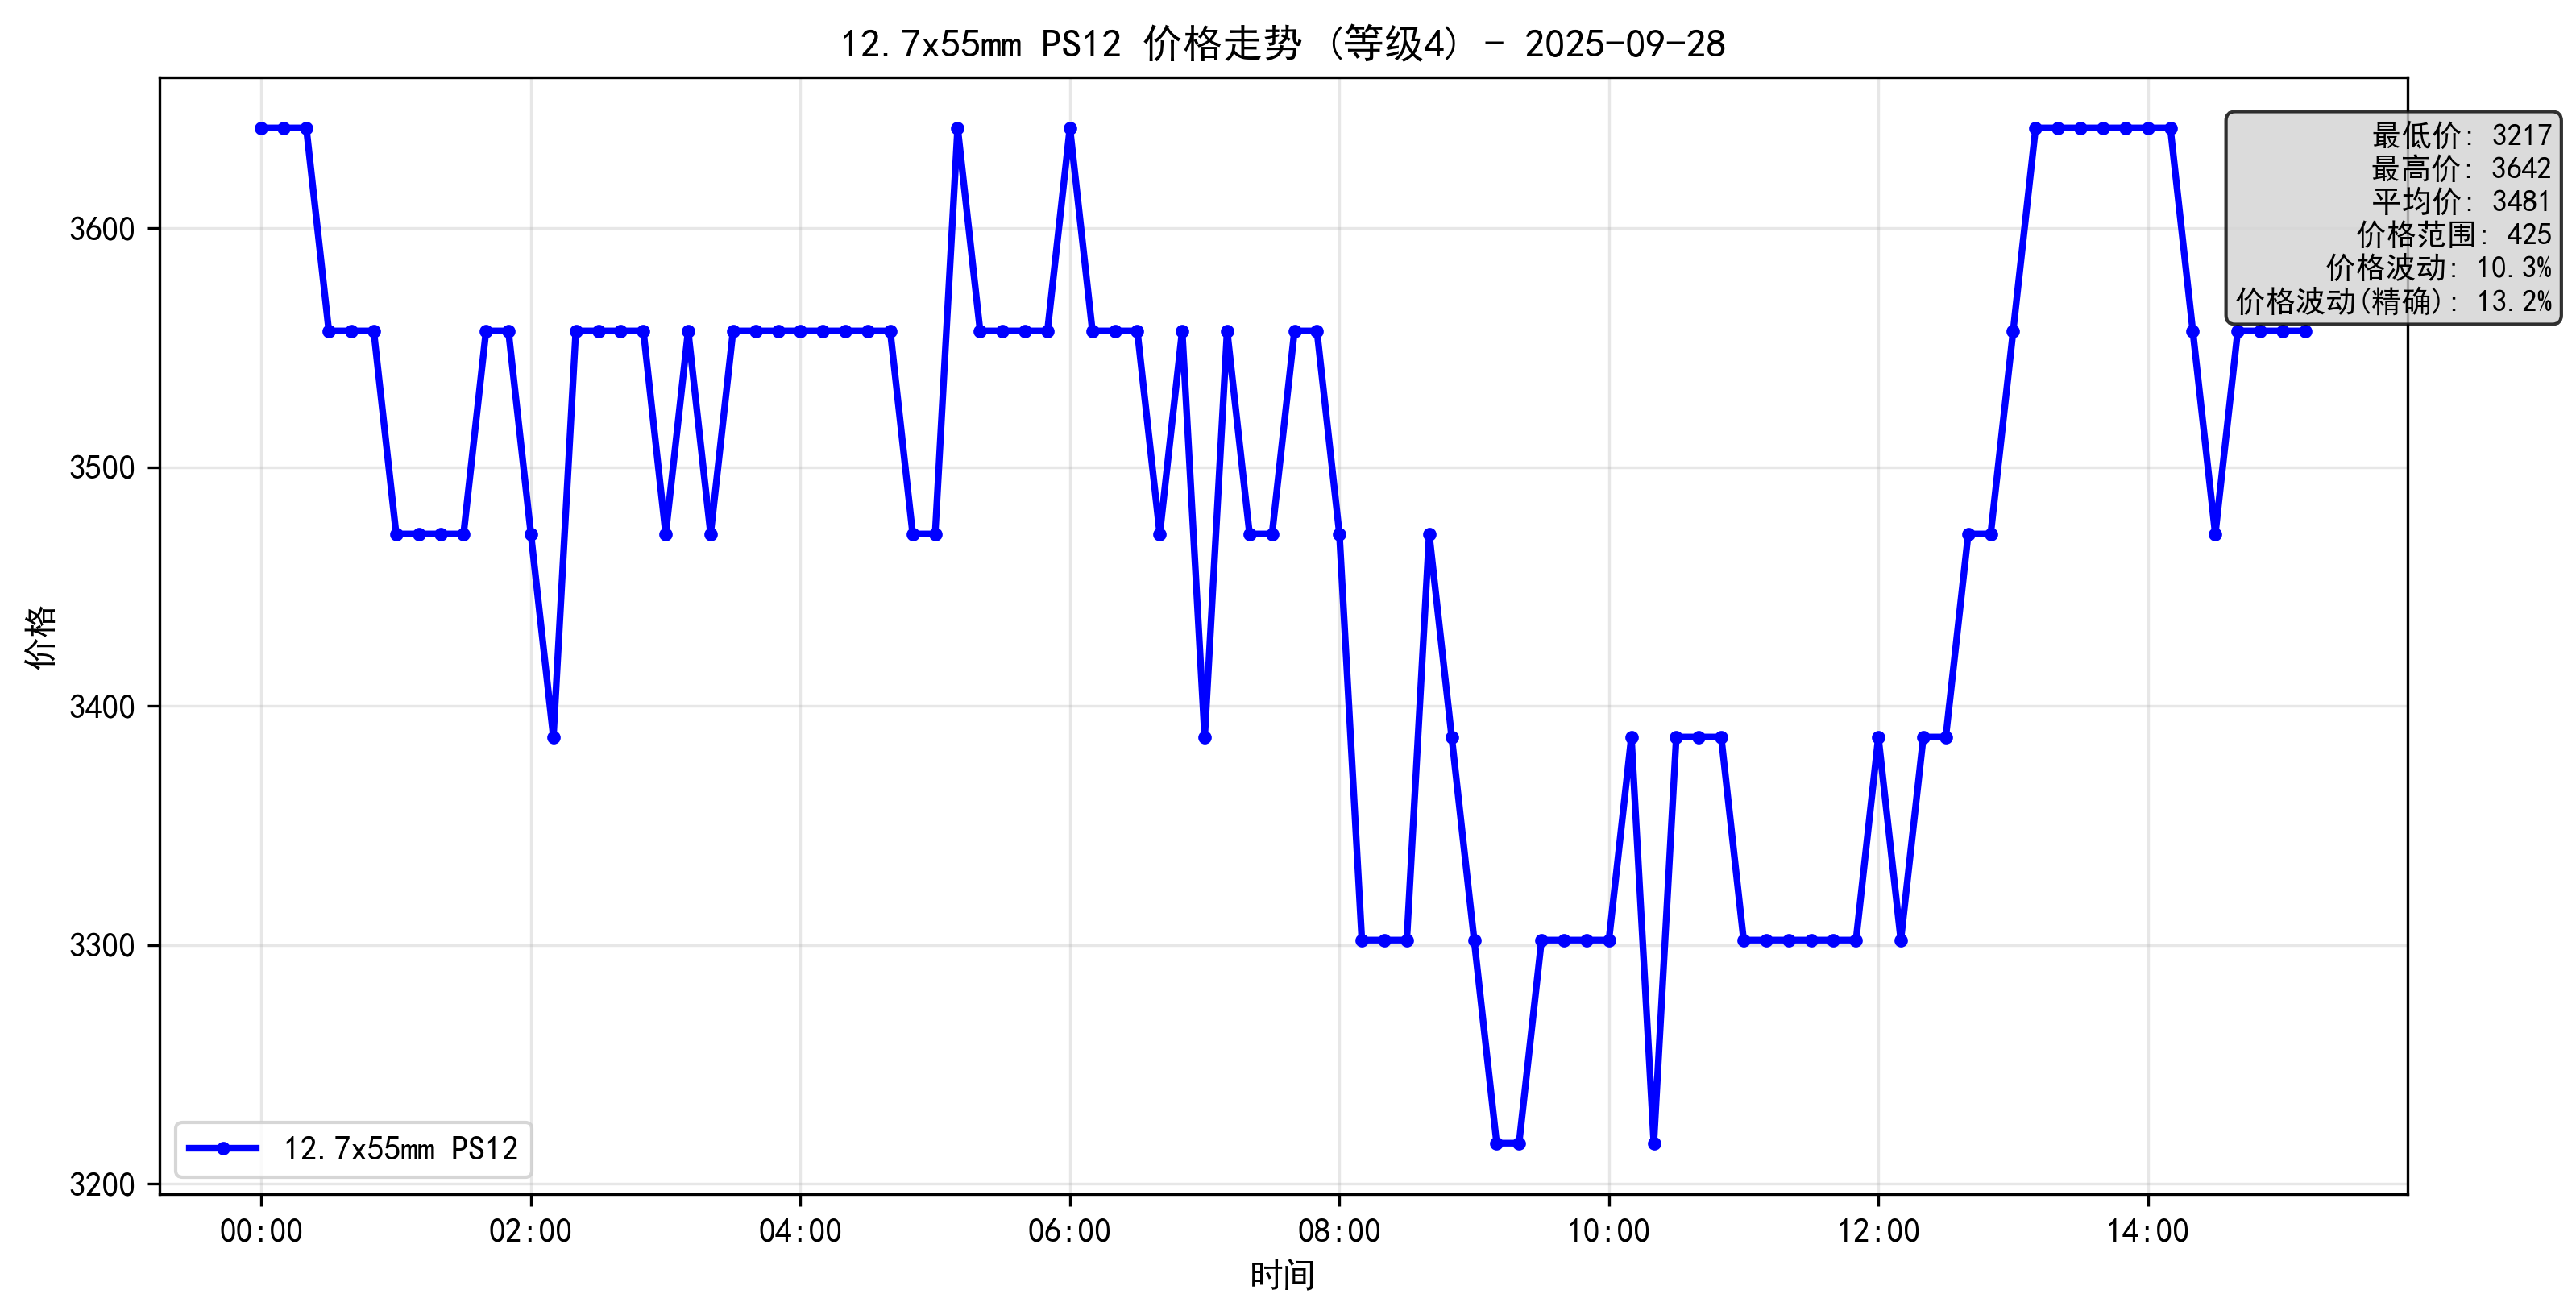 12.7x55mm PS12 价格走势 (等级4) - 2025-09-28
最低价: 3217
最高价: 3642
平均价: 3481
价格范围: 425
价格波动: 10.3%
价格波动(精确): 13.2%
3600
3500
3400
3300
3200
价格
12.7x55mm PS12
00:00 02:00 04:00 06:00 08:00 10:00 12:00 14:00
时间